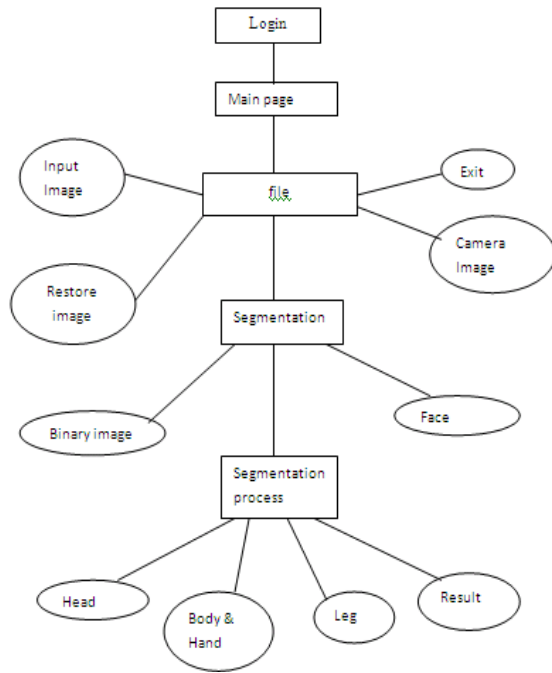 Login
Main page
Input
Image
file
Exit
Camera
Image
Restore
image
Segmentation
Binary image
Face
Segmentation
process
Head
Body &
Hand
Leg
Result